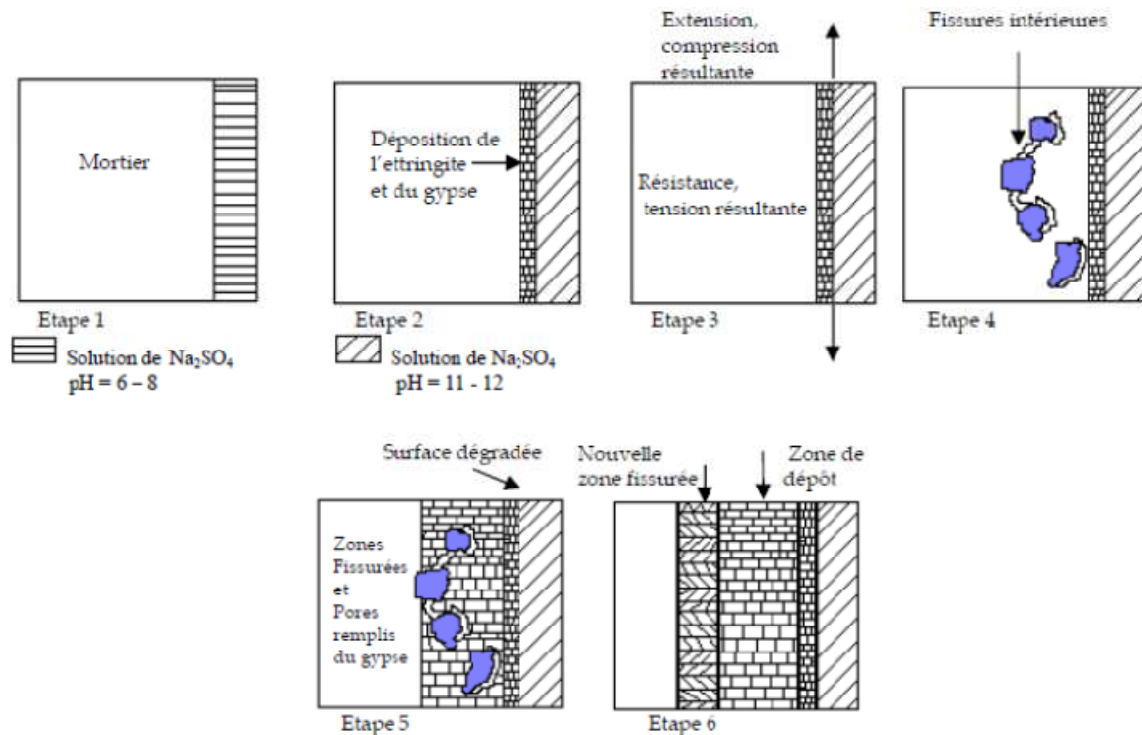 Mortier
Etape 1
Solution de Na₂SO₄
pH = 6 – 8
Déposition de
l'ettringite
et du gypse
Etape 2
Solution de Na₂SO₄
pH = 11 - 12
Extension,
compression
résultante
Résistance,
tension résultante
Etape 3
Fissures intérieures
Etape 4
Surface dégradée
Zones
Fissurées
et
Pores
remplis
du gypse
Etape 5
Nouvelle
zone fissurée
Zone de
dépôt
Etape 6